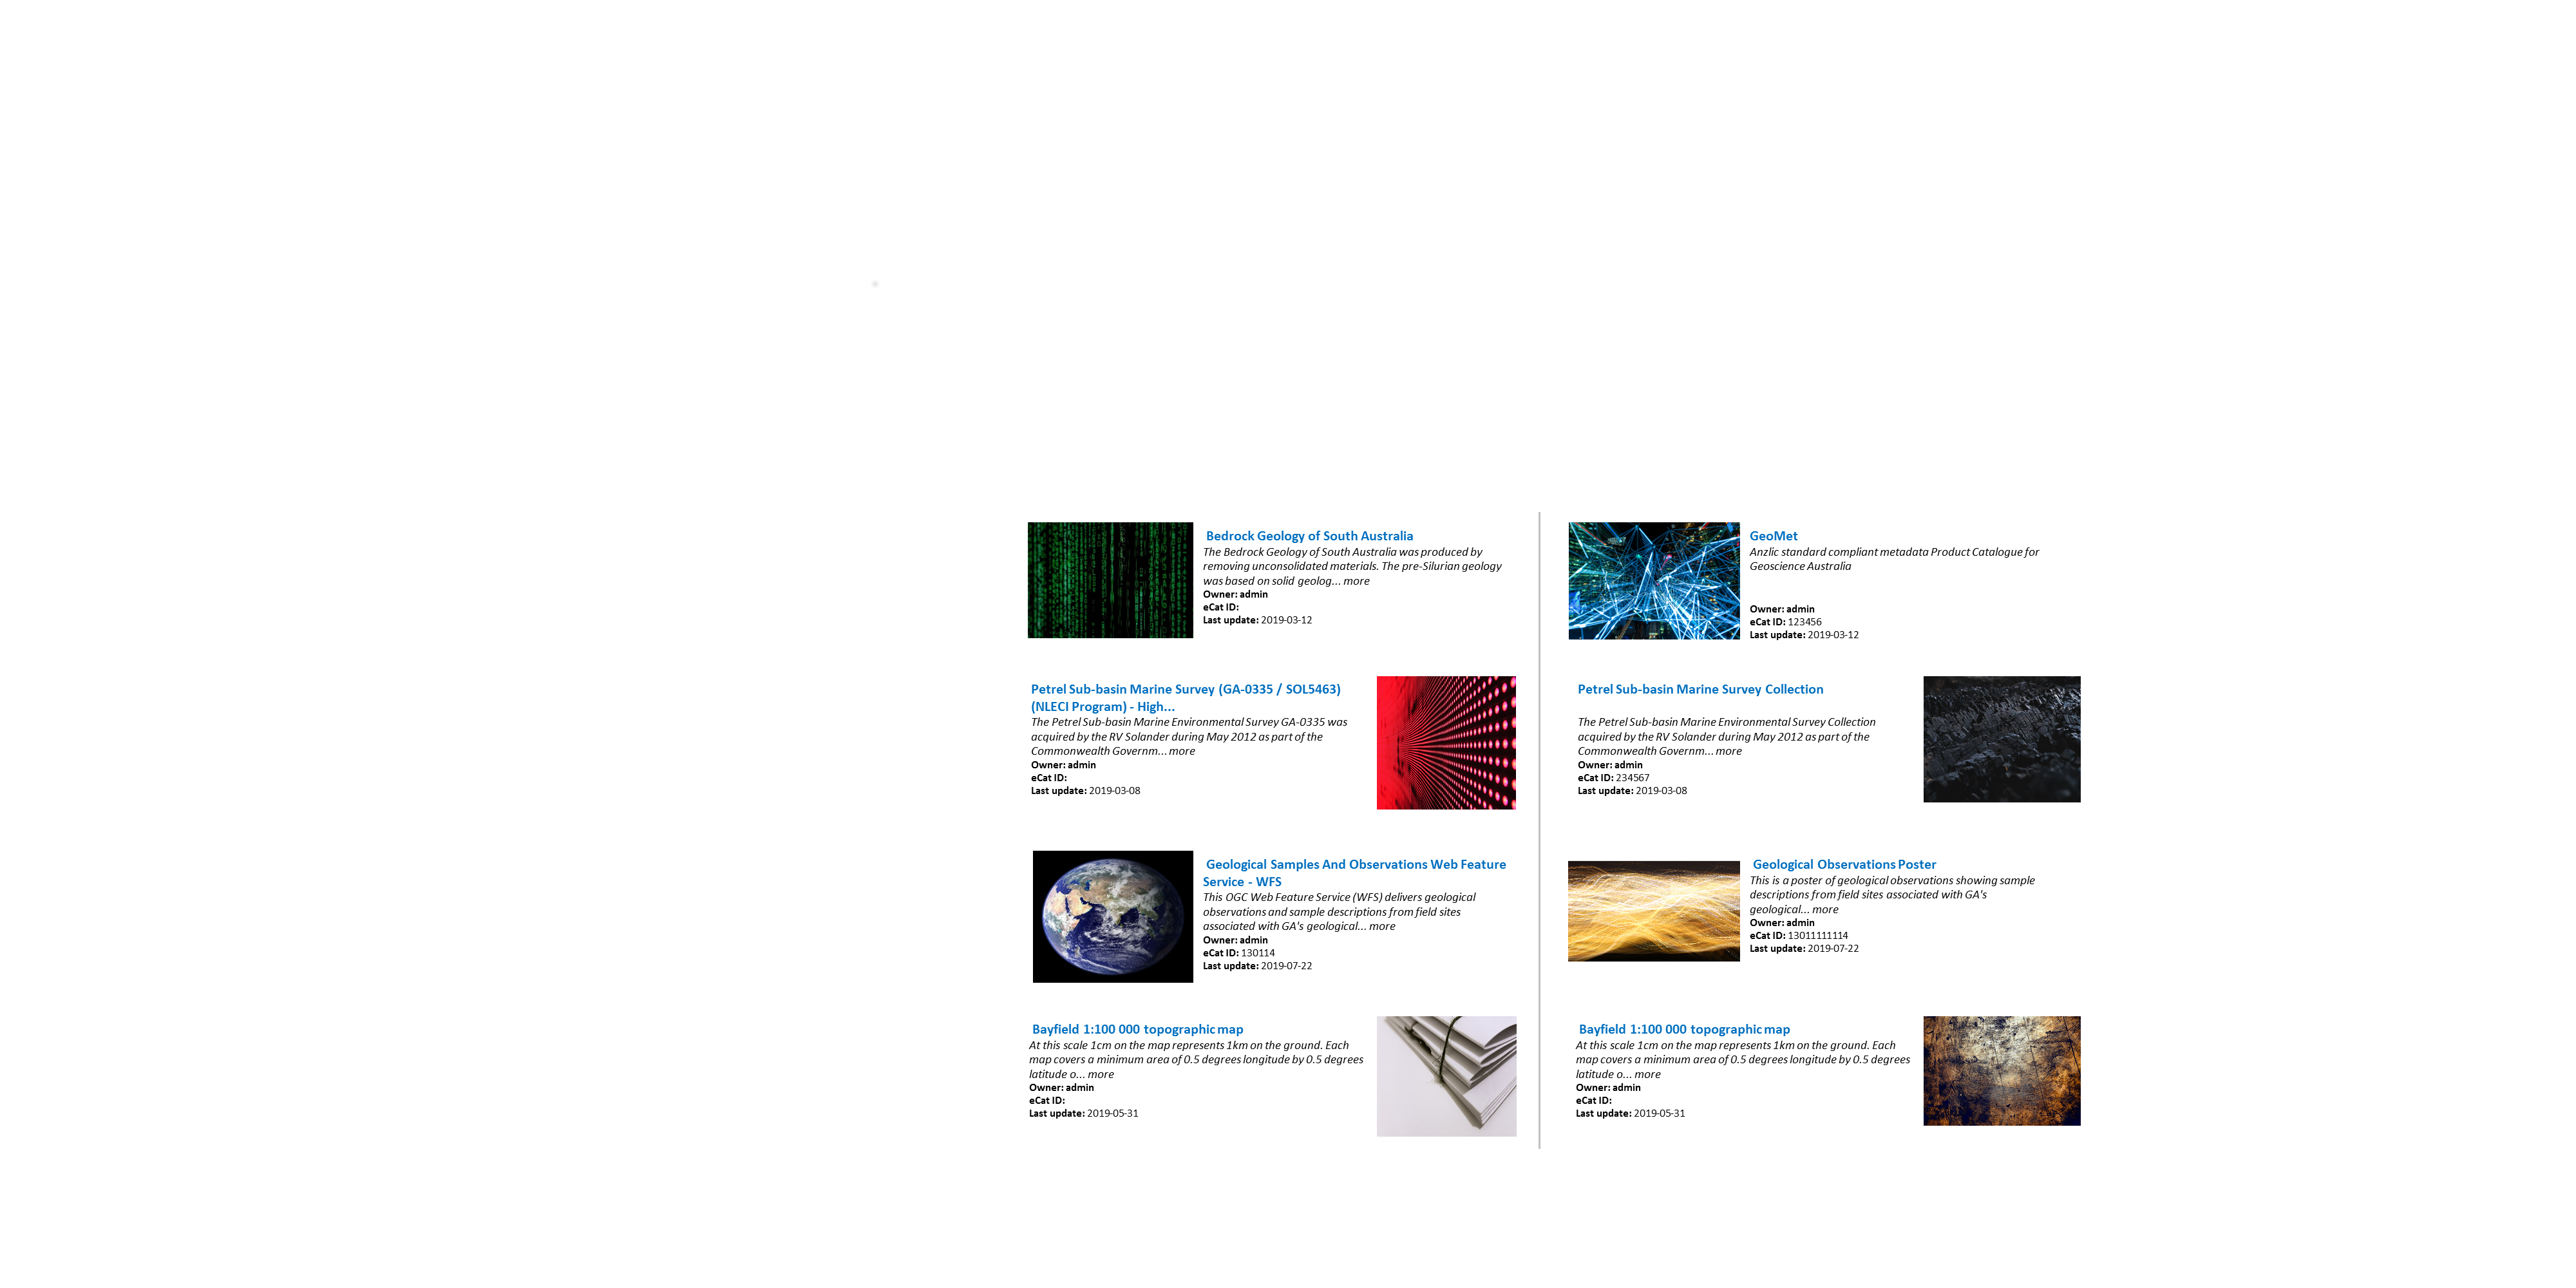 Bedrock Geology of South Australia
The Bedrock Geology of South Australia was produced by
removing unconsolidated materials. The pre-Silurian geology
was based on solid geolog... more
Owner: admin
eCat ID:
Last update: 2019-03-12
Petrel Sub-basin Marine Survey (GA-0335 / SOL5463)
(NLECI Program) - High...
The Petrel Sub-basin Marine Environmental Survey GA-0335 was
acquired by the RV Solander during May 2012 as part of the
Commonwealth Governm... more
Owner: admin
eCat ID:
Last update: 2019-03-08
Geological Samples And Observations Web Feature
Service - WFS
This OGC Web Feature Service (WFS) delivers geological
observations and sample descriptions from field sites
associated with GA's geological... more
Owner: admin
eCat ID: 130114
Last update: 2019-07-22
Bayfield 1:100 000 topographic map
At this scale 1cm on the map represents 1km on the ground. Each
map covers a minimum area of 0.5 degrees longitude by 0.5 degrees
latitude o... more
Owner: admin
eCat ID:
Last update: 2019-05-31
GeoMet
Anzlic standard compliant metadata Product Catalogue for
Geoscience Australia
Owner: admin
eCat ID: 123456
Last update: 2019-03-12
Petrel Sub-basin Marine Survey Collection
The Petrel Sub-basin Marine Environmental Survey Collection
acquired by the RV Solander during May 2012 as part of the
Commonwealth Governm... more
Owner: admin
eCat ID: 234567
Last update: 2019-03-08
Geological Observations Poster
This is a poster of geological observations showing sample
descriptions from field sites associated with GA's
geological... more
Owner: admin
eCat ID: 13011111114
Last update: 2019-07-22
Bayfield 1:100 000 topographic map
At this scale 1cm on the map represents 1km on the ground. Each
map covers a minimum area of 0.5 degrees longitude by 0.5 degrees
latitude o... more
Owner: admin
eCat ID:
Last update: 2019-05-31